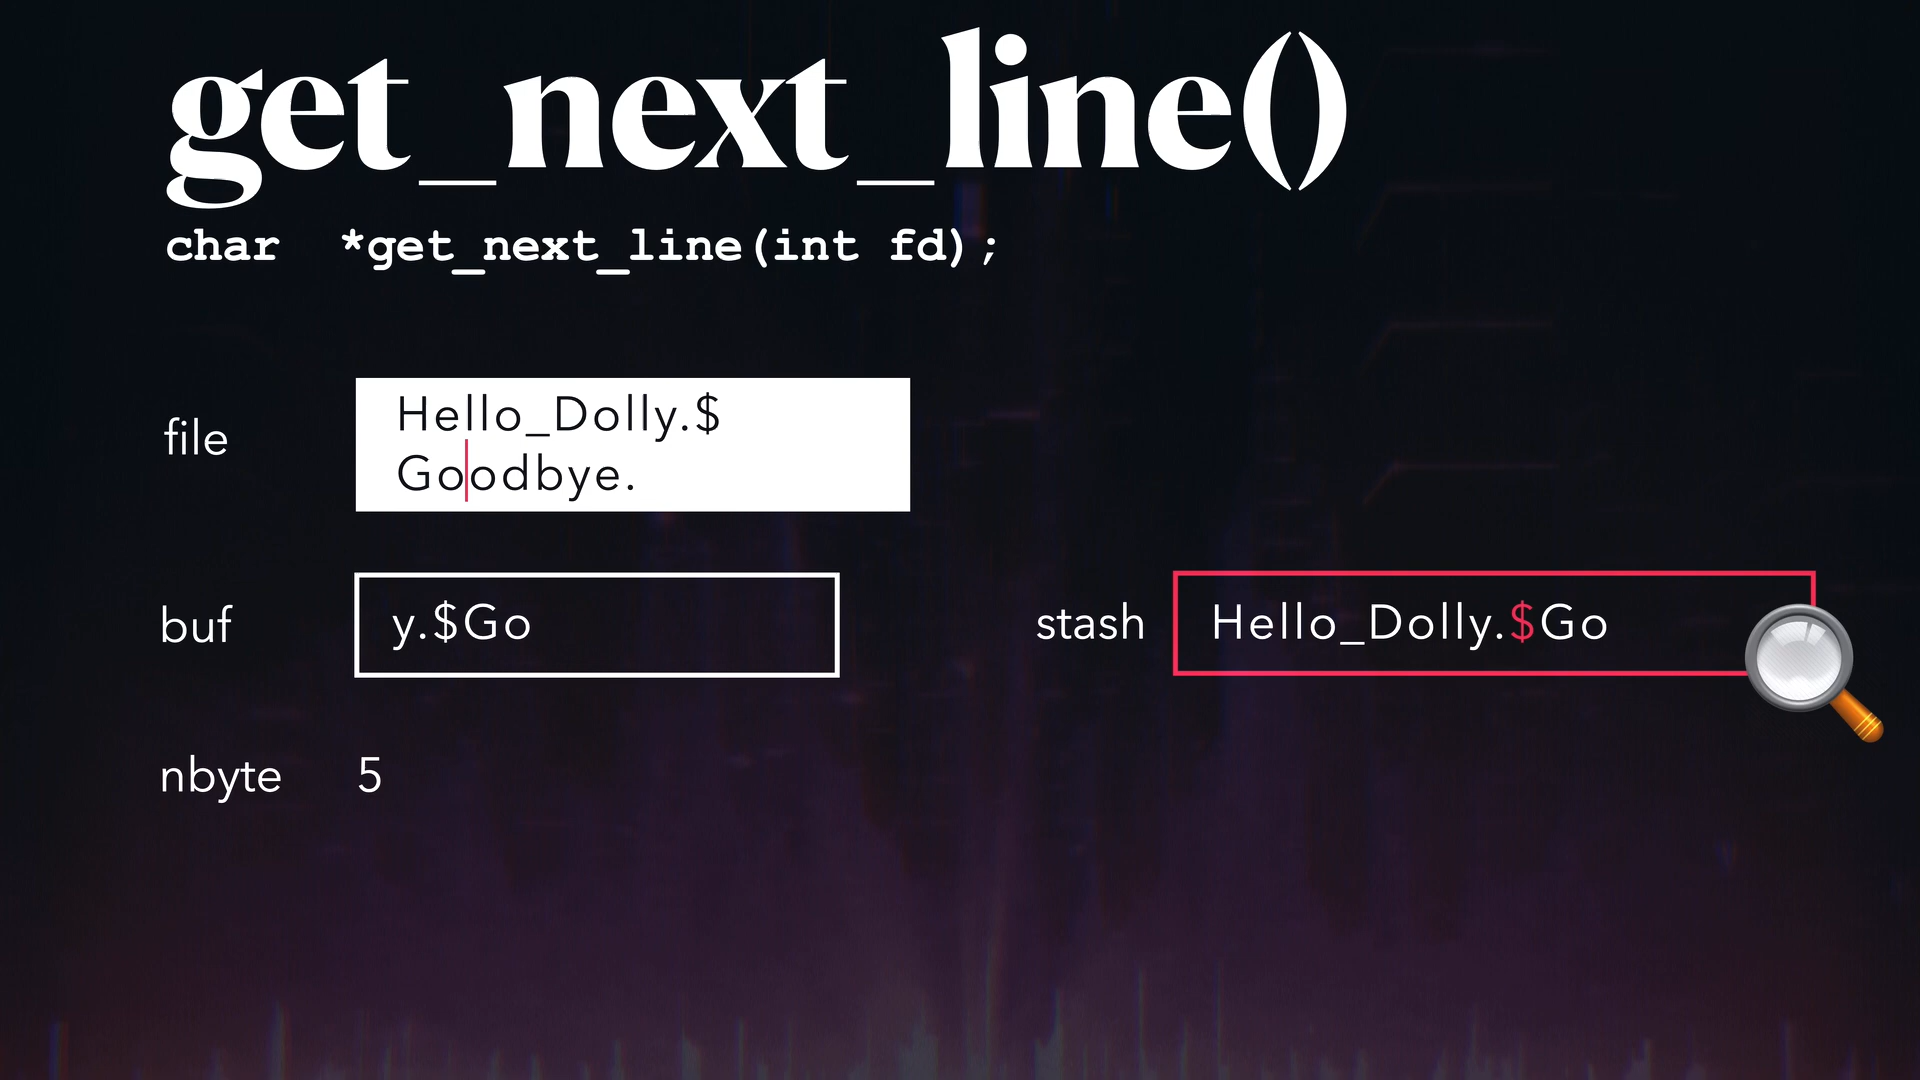 get_next_line()
char *get_next_line(int fd);
file
Hello_Dolly.$
Goodbye.
buf
y.$Go
stash
Hello_Dolly.$Go
nbyte
5